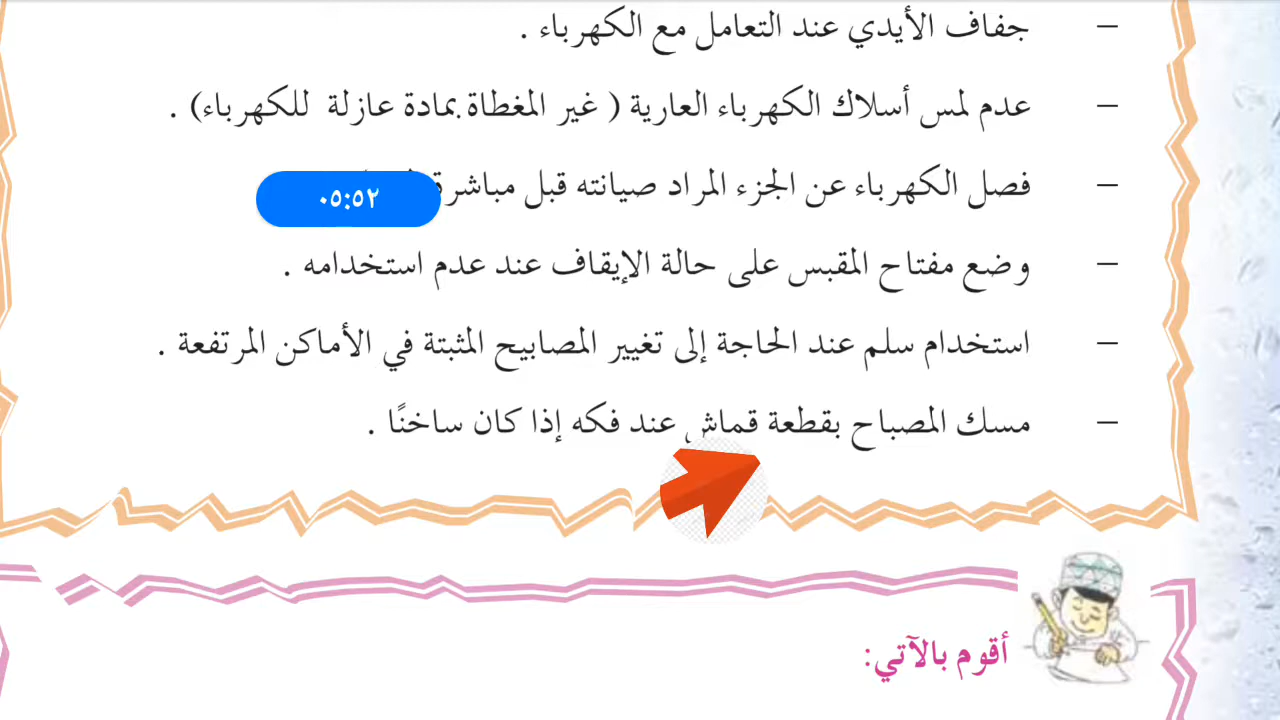 – جفاف الأيدي عند التعامل مع الكهرباء .
– عدم لمس أسلاك الكهرباء العارية ( غير المغطاة بمادة عازلة للكهرباء) .
– فصل الكهرباء عن الجزء المراد صيانته قبل مباشرة
٠٥:٥٢
– وضع مفتاح المقبس على حالة الإيقاف عند عدم استخدامه .
– استخدام سلم عند الحاجة إلى تغيير المصابيح المثبتة في الأماكن المرتفعة .
– مسك المصباح بقطعة قماش عند فكه إذا كان ساخنًا .
أقوم بالآتي: